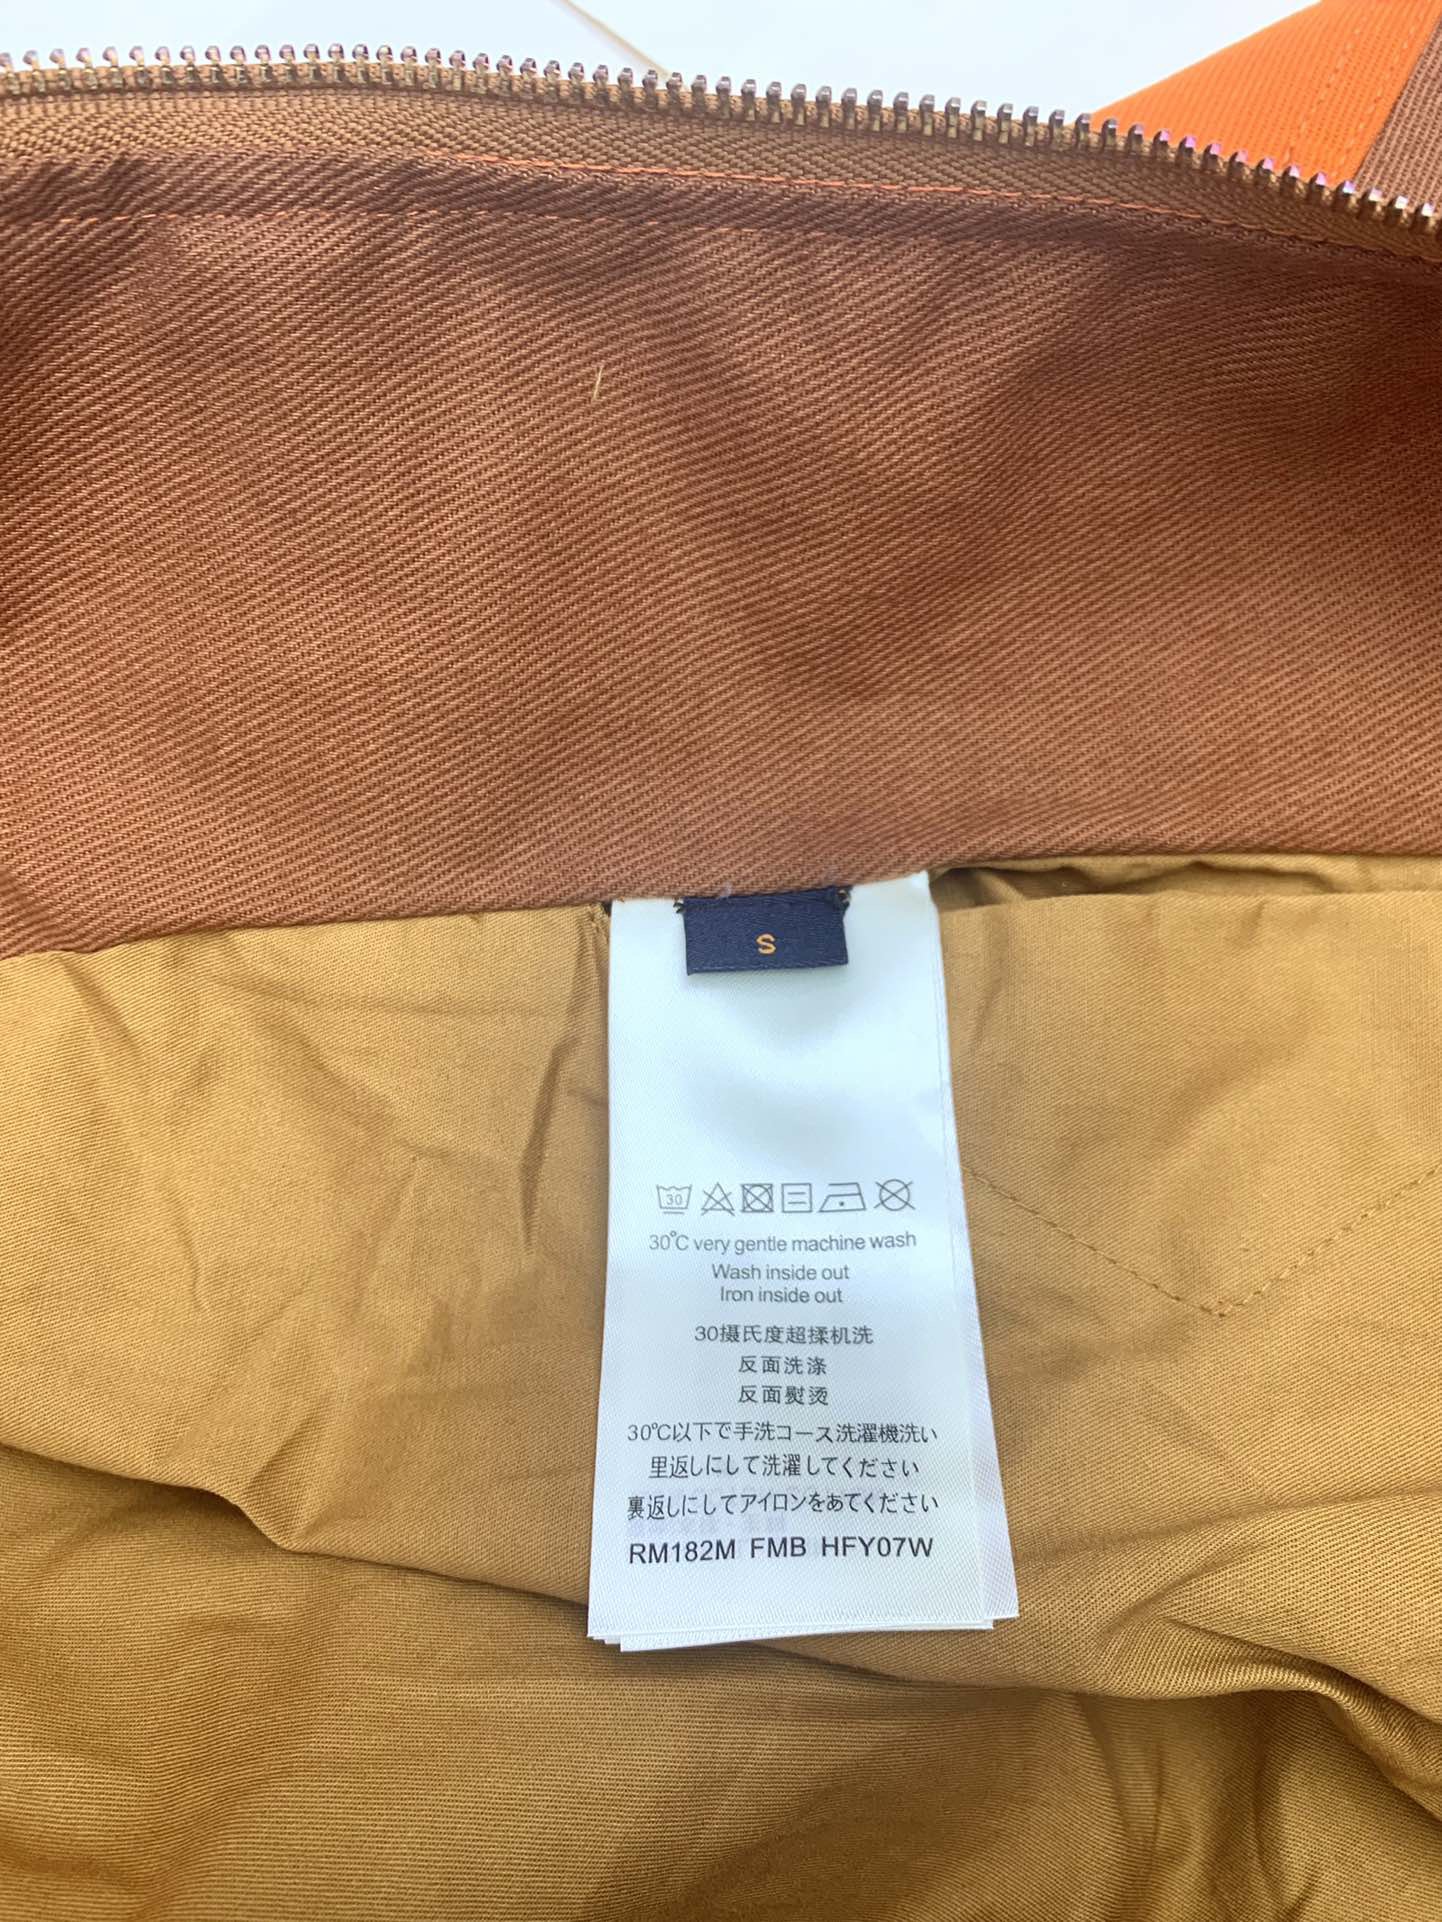 S
30
30℃ very gentle machine wash
Wash inside out
Iron inside out
30摄氏度超揉机洗
反面洗涤
反面熨烫
30℃以下で手洗コース洗濯機洗い
里返しにして洗濯してください
裏返しにしてアイロンをあてください
RM182M FMB HFY07W